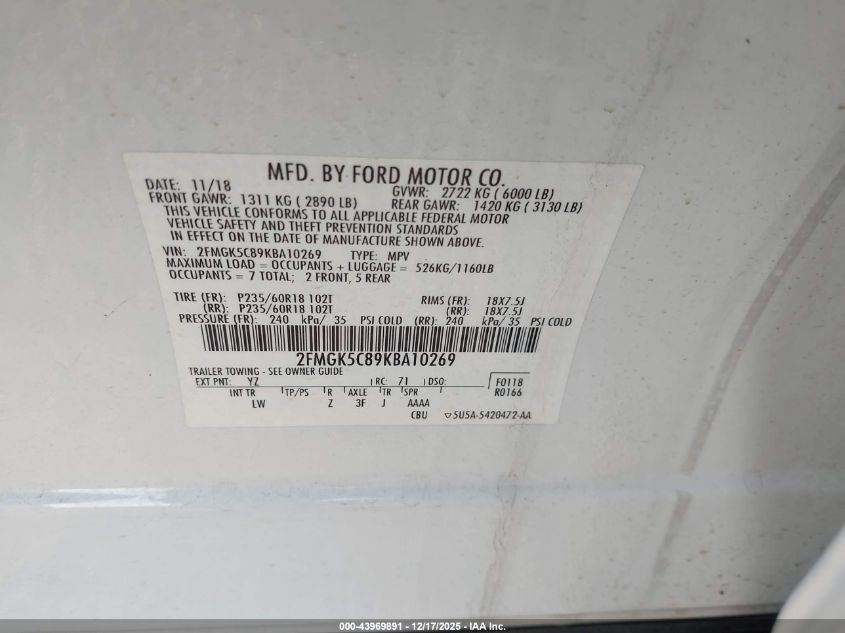 MFD. BY FORD MOTOR CO.
DATE: 11/18 GVWR: 2722 KG ( 6000 LB)
FRONT GAWR: 1311 KG ( 2890 LB) REAR GAWR: 1420 KG ( 3130 LB)
THIS VEHICLE CONFORMS TO ALL APPLICABLE FEDERAL MOTOR
VEHICLE SAFETY AND THEFT PREVENTION STANDARDS
IN EFFECT ON THE DATE OF MANUFACTURE SHOWN ABOVE.
VIN: 2FMGK5C89KBA10269 TYPE: MPV
MAXIMUM LOAD = OCCUPANTS + LUGGAGE = 526KG/1160LB
OCCUPANTS = 7 TOTAL; 2 FRONT, 5 REAR
TIRE (FR): P235/60R18 102T RIMS (FR): 18X7.5J
(RR): P235/60R18 102T (RR): 18X7.5J
PRESSURE (FR): 240 kPa/ 35 PSI COLD (RR): 240 kPa/ 35 PSI COLD
2FMGK5C89KBA10269
TRAILER TOWING - SEE OWNER GUIDE
EXT PNT: YZ RC: 71 DSO: F0118
INT TR TP/PS R AXLE TR SPR R0166
LW Z 3F J AAAA
CBU ▽5U5A-5420472-AA
000-43969891 - 12/17/2025 - IAA Inc.